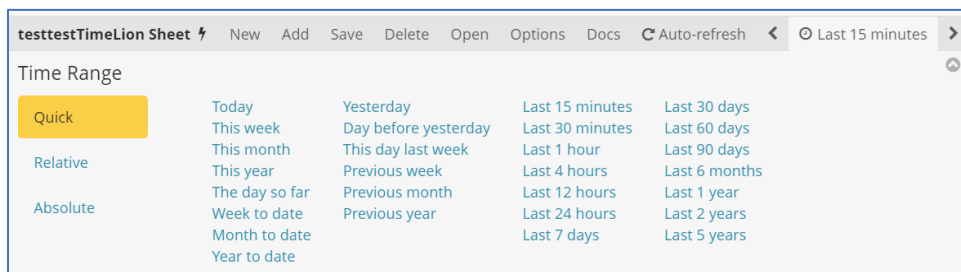 testtestTimeLion Sheet New Add Save Delete Open Options Docs Auto-refresh Last 15 minutes
Time Range
Quick
Relative
Absolute
Today
This week
This month
This year
The day so far
Week to date
Month to date
Year to date
Yesterday
Day before yesterday
This day last week
Previous week
Previous month
Previous year
Last 15 minutes
Last 30 minutes
Last 1 hour
Last 4 hours
Last 12 hours
Last 24 hours
Last 7 days
Last 30 days
Last 60 days
Last 90 days
Last 6 months
Last 1 year
Last 2 years
Last 5 years